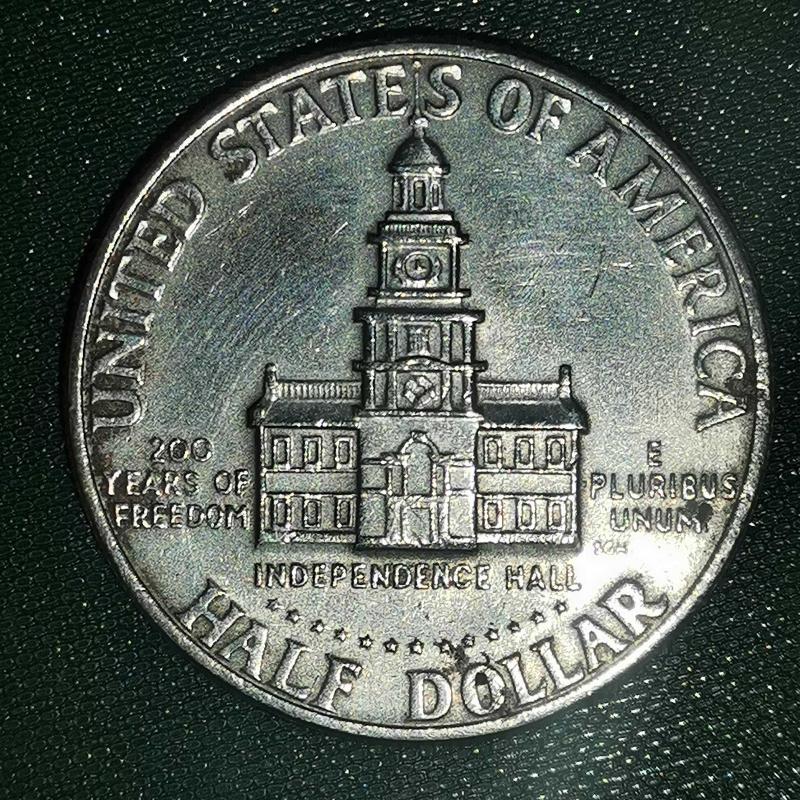 UNITED STATES OF AMERICA
200
YEARS OF
FREEDOM
E
PLURIBUS
UNUM
INDEPENDENCE HALL
HALF DOLLAR